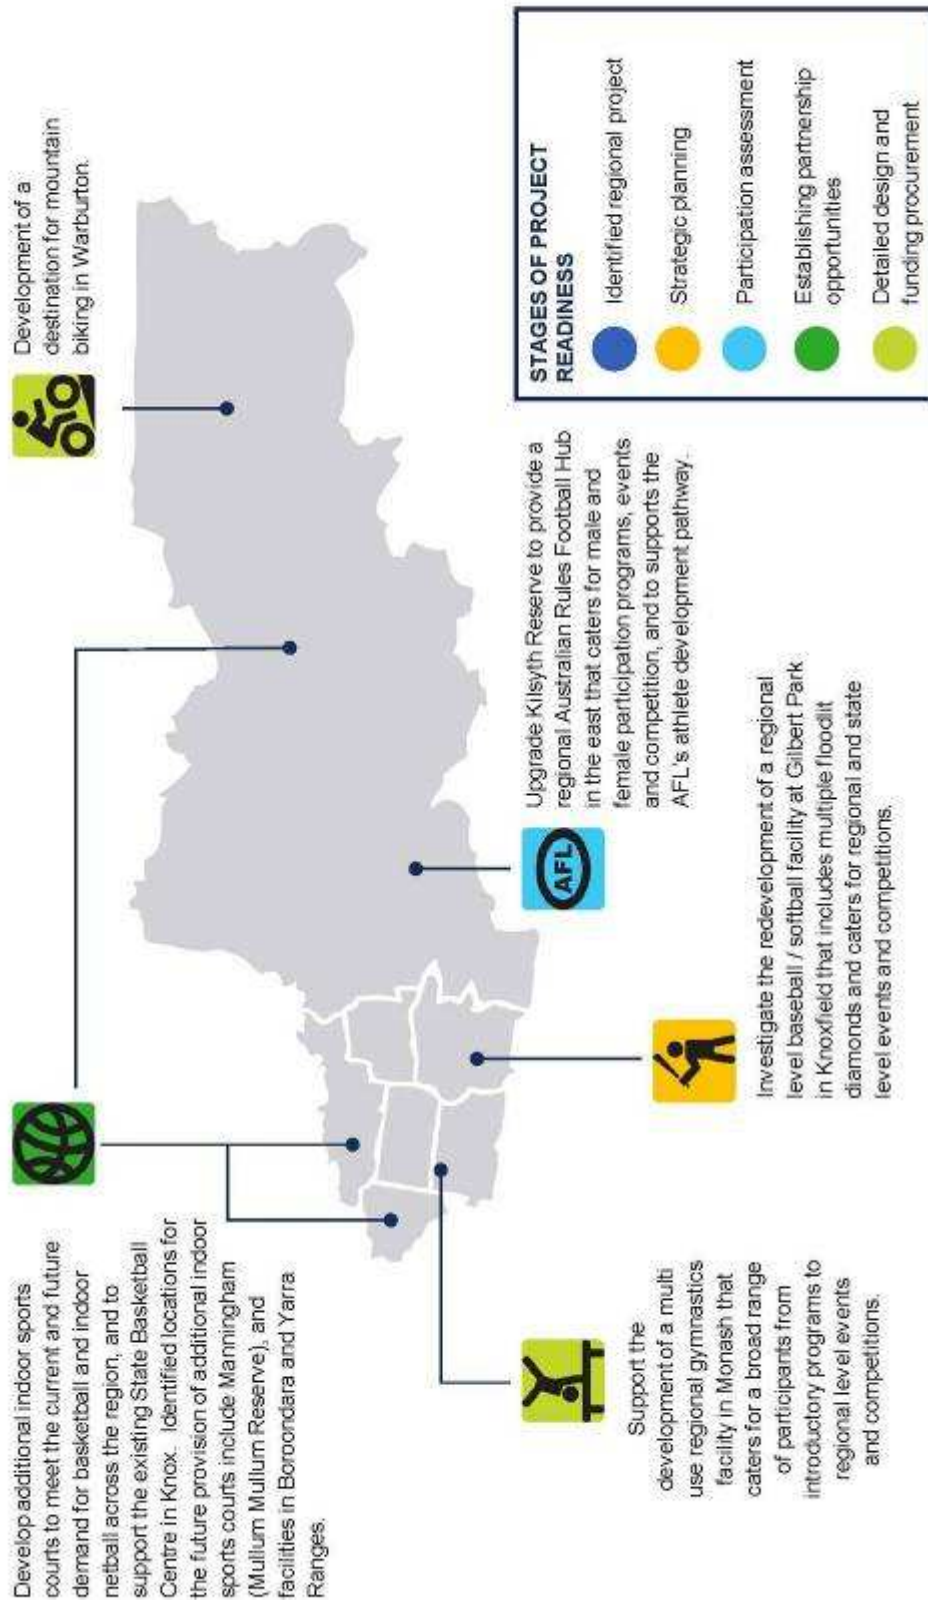 Develop additional indoor sports
courts to meet the current and future
demand for basketball and indoor
netball across the region, and to
support the existing State Basketball
Centre in Knox. Identified locations for
the future provision of additional indoor
sports courts include Manningham
(Mullum Mullum Reserve), and
facilities in Boroondara and Yarra
Ranges.
Development of a
destination for mountain
biking in Warburton.
Support the
development of a multi
use regional gymnastics
facility in Monash that
caters for a broad range
of participants from
introductory programs to
regional level events
and competitions.
Investigate the redevelopment of a regional
level baseball / softball facility at Gilbert Park
in Knoxfield that includes multiple floodlit
diamonds and caters for regional and state
level events and competitions.
AFL
Upgrade Kilsyth Reserve to provide a
regional Australian Rules Football Hub
in the east that caters for male and
female participation programs, events
and competition, and to supports the
AFL's athlete development pathway.
STAGES OF PROJECT
READINESS
Identified regional project
Strategic planning
Participation assessment
Establishing partnership
opportunities
Detailed design and
funding procurement